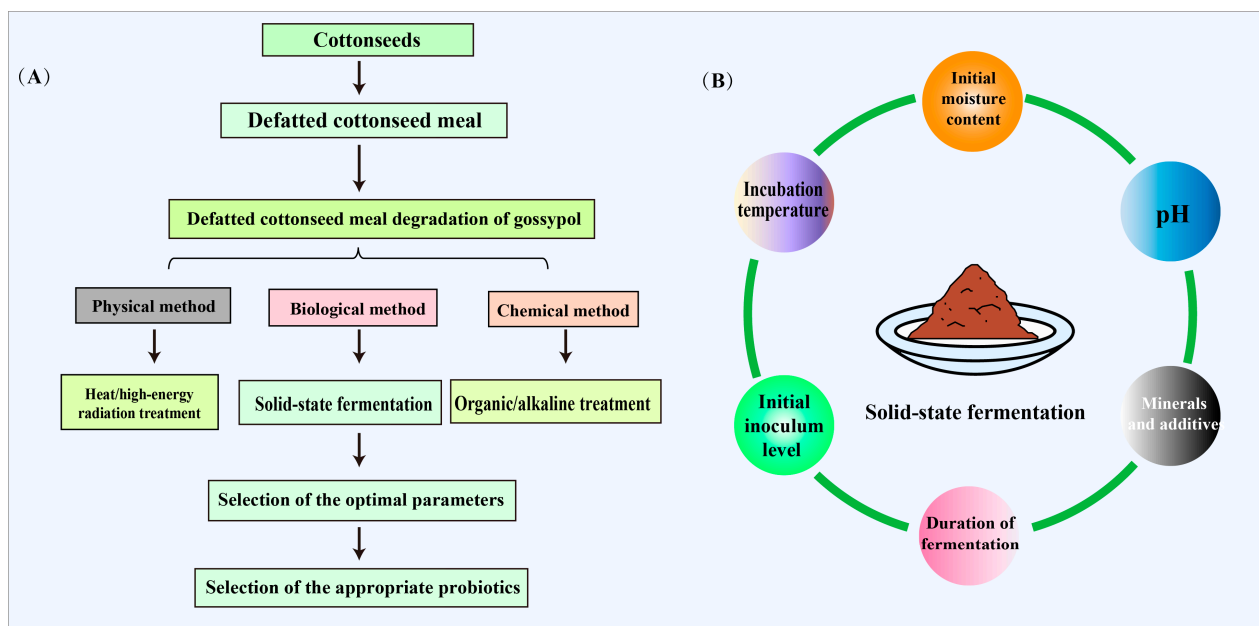 (A)
Cottonseeds
Defatted cottonseed meal
Defatted cottonseed meal degradation of gossypol
Physical method
Biological method
Chemical method
Heat/high-energy
radiation treatment
Solid-state fermentation
Organic/alkaline treatment
Selection of the optimal parameters
Selection of the appropriate probiotics
(B)
Initial
moisture
content
pH
Minerals
and additives
Duration of
fermentation
Initial
inoculum
level
Incubation
temperature
Solid-state fermentation